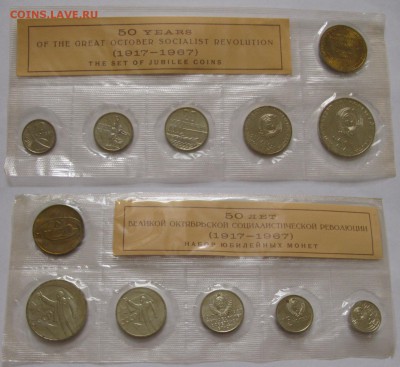 COINS.LAVE.RU
50 YEARS
OF THE GREAT OCTOBER SOCIALIST REVOLUTION
(1917-1967)
THE SET OF JUBILEE COINS
50 ЛЕТ
ВЕЛИКОЙ ОКТЯБРЬСКОЙ СОЦИАЛИСТИЧЕСКОЙ РЕВОЛЮЦИИ
(1917-1967)
НАБОР ЮБИЛЕЙНЫХ МОНЕТ